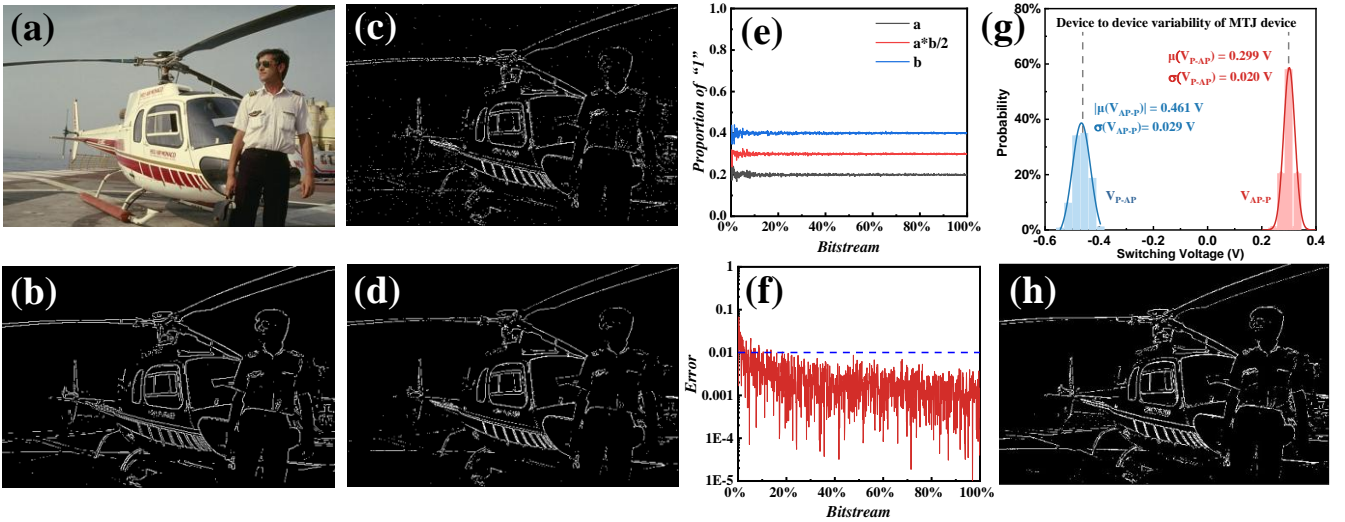 (a)
(c)
(e)
a
a*b/2
b
Proportion of “1”
1.0
0.8
0.6
0.4
0.2
0.0
0%
20%
40%
60%
80%
100%
Bitstream
(g)
Device to device variability of MTJ device
μ(VP-AP) = 0.299 V
σ(VP-AP) = 0.020 V
|μ(VAP-P)| = 0.461 V
σ(VAP-P)= 0.029 V
VP-AP
VAP-P
Probability
80%
60%
40%
20%
0%
-0.6
-0.4
-0.2
0.0
0.2
0.4
Switching Voltage (V)
(b)
(d)
(f)
Error
1
0.1
0.01
0.001
1E-4
1E-5
0%
20%
40%
60%
80%
100%
Bitstream
(h)